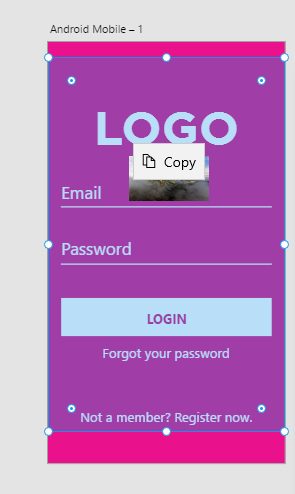 Android Mobile – 1
LOGO
Copy
Email
Password
LOGIN
Forgot your password
Not a member? Register now.